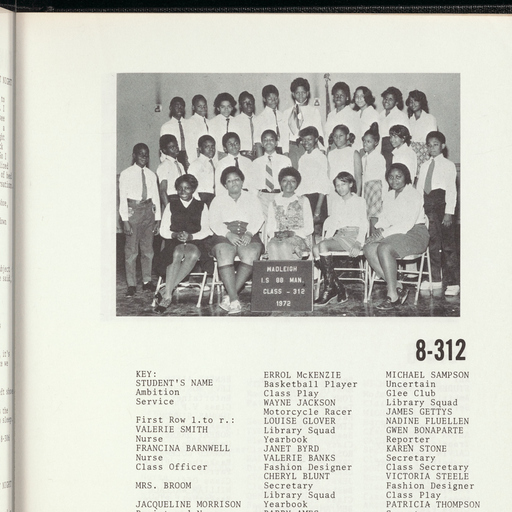 MADLEIGH
I.S 88 MAN.
CLASS - 312
1972
8-312
KEY:
STUDENT'S NAME
Ambition
Service
First Row l.to r.:
VALERIE SMITH
Nurse
FRANCINA BARNWELL
Nurse
Class Officer
MRS. BROOM
JACQUELINE MORRISON
ERROL McKENZIE
Basketball Player
Class Play
WAYNE JACKSON
Motorcycle Racer
LOUISE GLOVER
Library Squad
Yearbook
JANET BYRD
VALERIE BANKS
Fashion Designer
CHERYL BLUNT
Secretary
Library Squad
Yearbook
MICHAEL SAMPSON
Uncertain
Glee Club
Library Squad
JAMES GETTYS
NADINE FLUELLEN
GWEN BONAPARTE
Reporter
KAREN STONE
Secretary
Class Secretary
VICTORIA STEELE
Fashion Designer
Class Play
PATRICIA THOMPSON